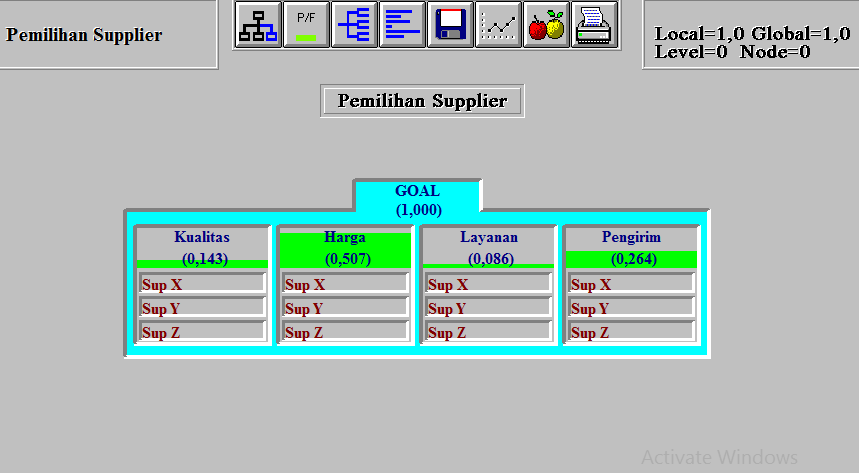 Pemilihan Supplier
P/F
Local=1,0 Global=1,0
Level=0 Node=0
Pemilihan Supplier
GOAL
(1,000)
Kualitas
(0,143)
Sup X
Sup Y
Sup Z
Harga
(0,507)
Sup X
Sup Y
Sup Z
Layanan
(0,086)
Sup X
Sup Y
Sup Z
Pengirim
(0,264)
Sup X
Sup Y
Sup Z
Activate Windows